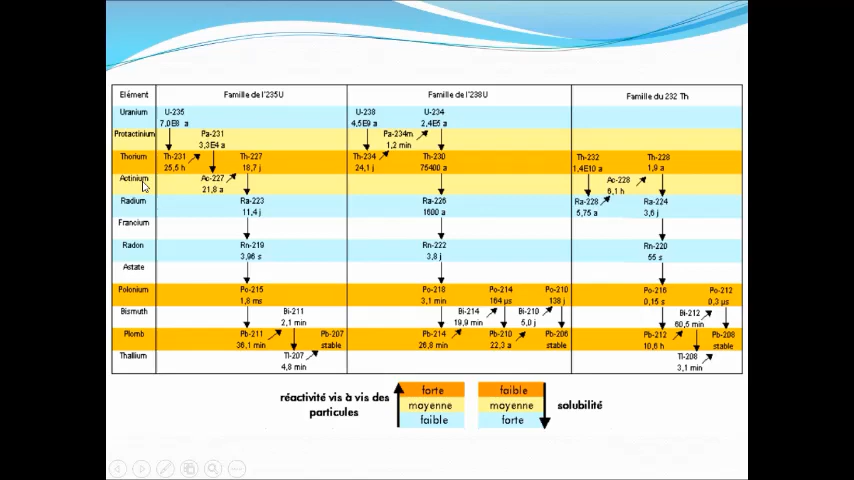 Elément Famille de l'235U Famille de l'238U Famille du 232 Th
Uranium U-235 U-238 U-234
7,0E8 a 4,5E9 a 2,4E5 a
Protactinium Pa-231 Pa-234m
3,3E4 a 1,2 min
Thorium Th-231 Th-227 Th-234 Th-230 Th-232 Th-228
25,5 h 18,7 j 24,1 j 75400 a 1,4E10 a 1,9 a
Actinium Ac-227 Ac-228
21,8 a 6,1 h
Radium Ra-223 Ra-226 Ra-228 Ra-224
11,4 j 1600 a 5,75 a 3,6 j
Francium
Radon Rn-219 Rn-222 Rn-220
3,96 s 3,8 j 55 s
Astate
Polonium Po-215 Po-218 Po-214 Po-210 Po-216 Po-212
1,8 ms 3,1 min 164 µs 138 j 0,15 s 0,3 µs
Bismuth Bi-211 Bi-214 Bi-210 Bi-212
2,1 min 19,9 min 5,0 j 60,5 min
Plomb Pb-211 Pb-207 Pb-214 Pb-210 Pb-206 Pb-212 Pb-208
36,1 min stable 26,8 min 22,3 a stable 10,6 h stable
Thallium Tl-207 Tl-208
4,8 min 3,1 min
réactivité vis à vis des
particules
forte
moyenne
faible
faible
moyenne
forte
solubilité